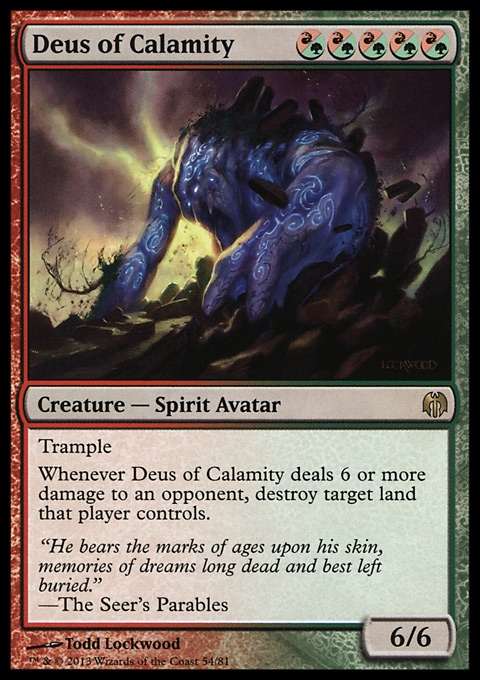 Deus of Calamity
LOCKWOOD
Creature — Spirit Avatar
Trample
Whenever Deus of Calamity deals 6 or more
damage to an opponent, destroy target land
that player controls.
“He bears the marks of ages upon his skin,
memories of dreams long dead and best left
buried.”
—The Seer's Parables
6/6
Todd Lockwood
™ & © 2013 Wizards of the Coast 54/81